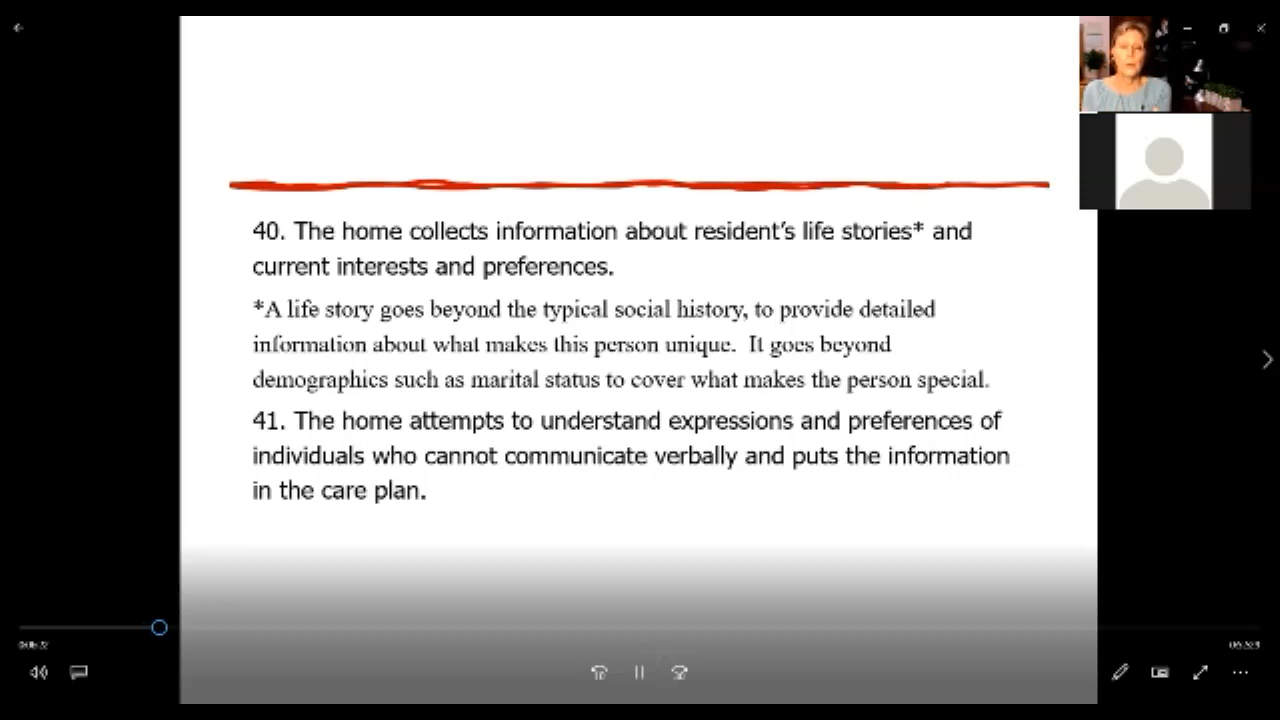 40. The home collects information about resident's life stories* and
current interests and preferences.
*A life story goes beyond the typical social history, to provide detailed
information about what makes this person unique.  It goes beyond
demographics such as marital status to cover what makes the person special.
41. The home attempts to understand expressions and preferences of
individuals who cannot communicate verbally and puts the information
in the care plan.